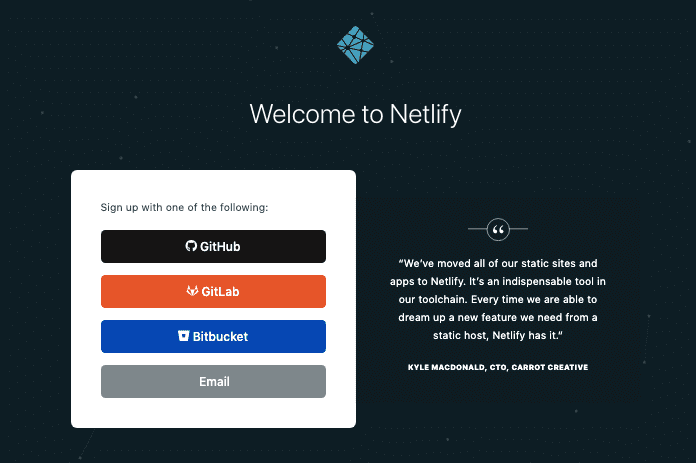 Welcome to Netlify
Sign up with one of the following:
GitHub
GitLab
Bitbucket
Email
“
“We’ve moved all of our static sites and
apps to Netlify. It’s an indispensable tool in
our toolchain. Every time we are able to
dream up a new feature we need from a
static host, Netlify has it.”
KYLE MACDONALD, CTO, CARROT CREATIVE